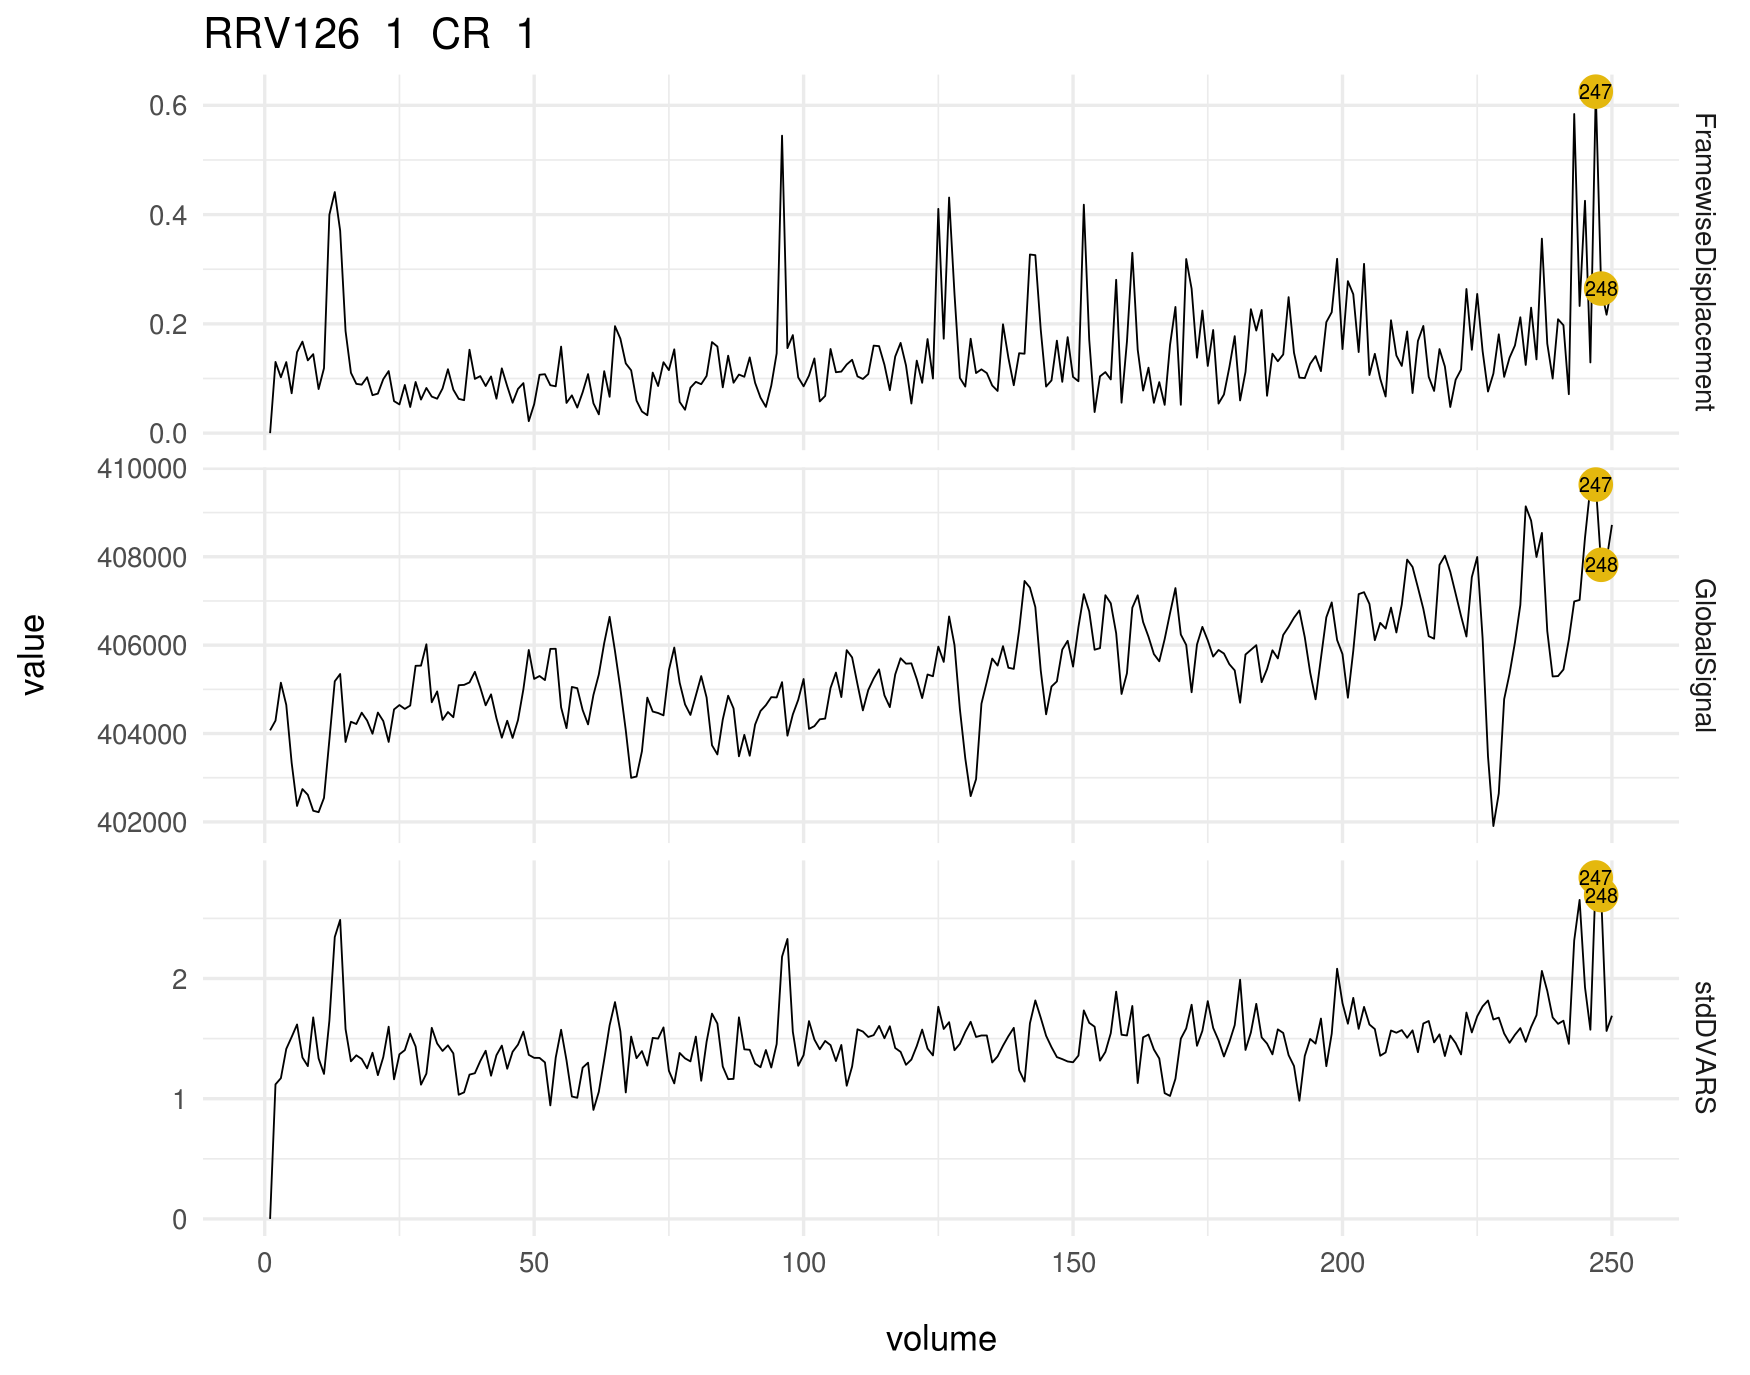 RRV126 1 CR 1
value
0.6
0.4
0.2
0.0
247
248
FramewiseDisplacement
410000
408000
406000
404000
402000
247
248
GlobalSignal
2
1
0
247
248
stdDVARS
0 50 100 150 200 250
volume